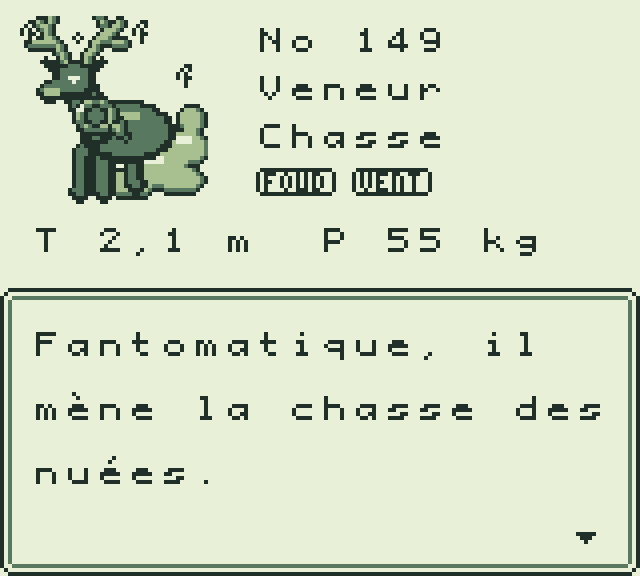 No 149
Veneur
Chasse
FOUD VENT
T 2,1 m P 55 kg
Fantomatique, il
mène la chasse des
nuées.